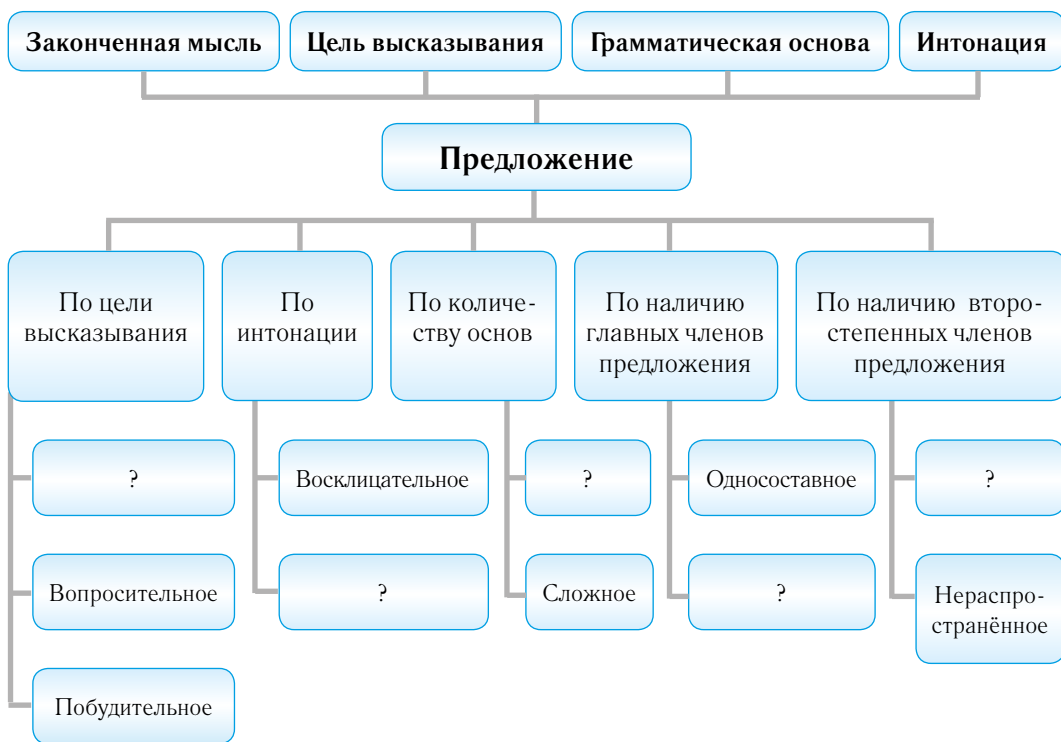 Законченная мысль
Цель высказывания
Грамматическая основа
Интонация
Предложение
По цели
высказывания
По
интонации
По количе-
ству основ
По наличию
главных членов
предложения
По наличию второ-
степенных членов
предложения
?
Восклицательное
?
Односоставное
?
Вопросительное
?
Сложное
?
Нераспро-
странённое
Побудительное